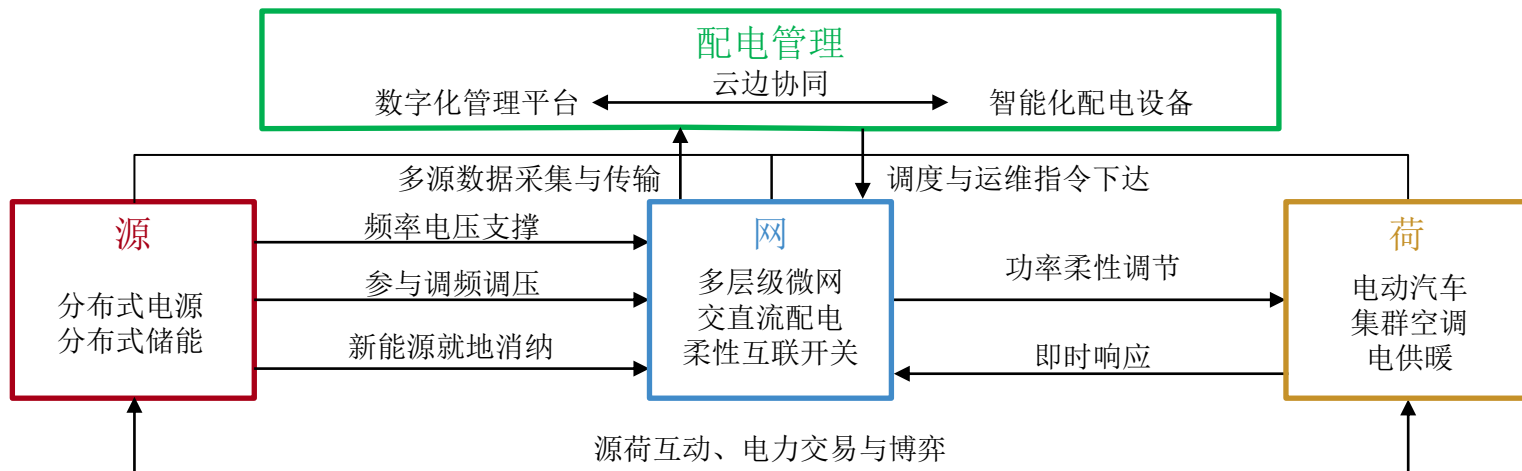 配电管理
云边协同
数字化管理平台
智能化配电设备
多源数据采集与传输
调度与运维指令下达
源
分布式电源
分布式储能
频率电压支撑
参与调频调压
新能源就地消纳
网
多层级微网
交直流配电
柔性互联开关
功率柔性调节
即时响应
荷
电动汽车
集群空调
电供暖
源荷互动、电力交易与博弈